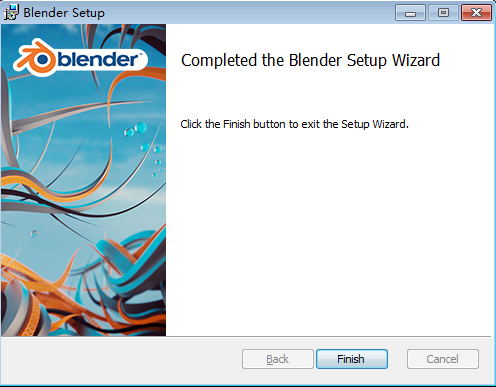 Blender Setup
blender
Completed the Blender Setup Wizard
Click the Finish button to exit the Setup Wizard.
Back
Finish
Cancel